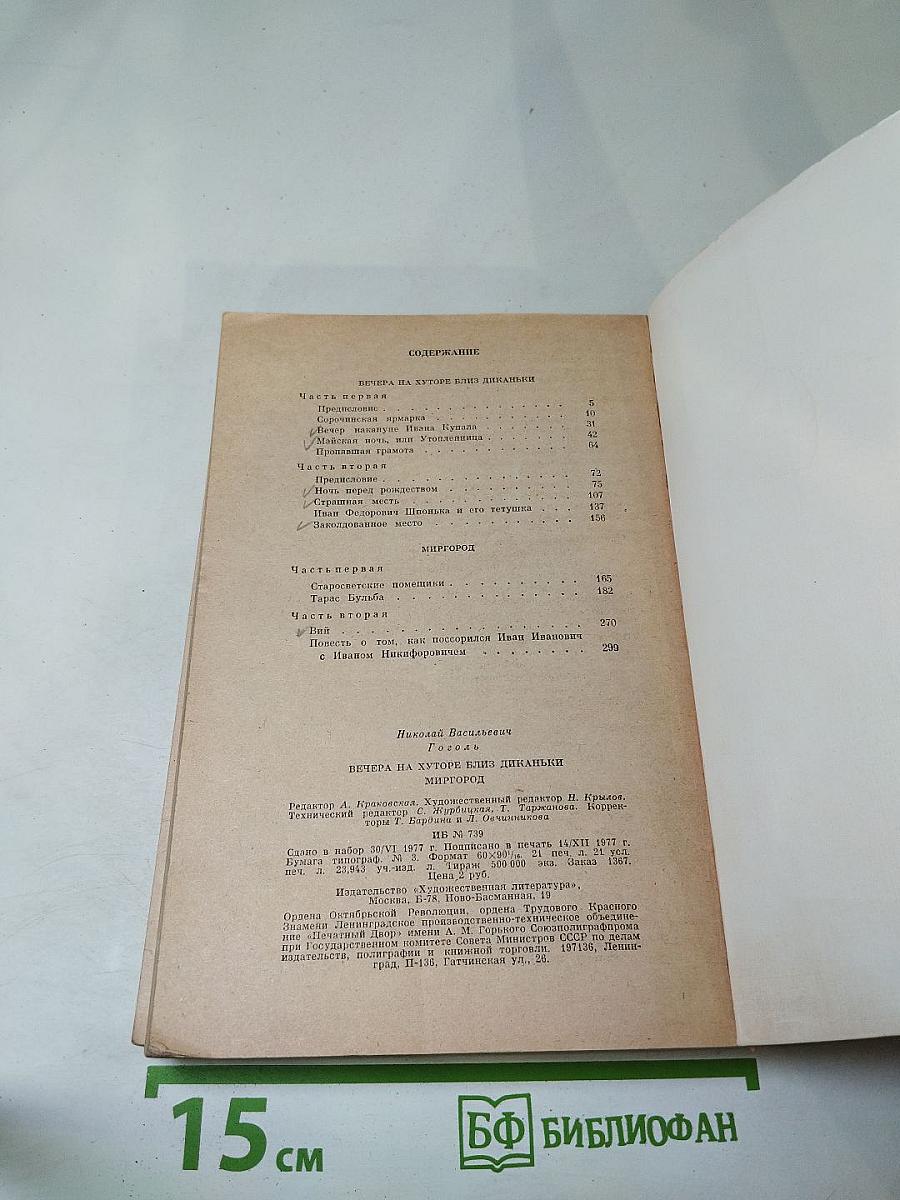 СОДЕРЖАНИЕ
ВЕЧЕРА НА ХУТОРЕ БЛИЗ ДИКАНЬКИ
Часть первая
Предисловие . . . . . . . . . . . . . . . 5
Сорочинская ярмарка . . . . . . . . . . . 10
Вечер накануне Ивана Купала . . . . . . . 31
Майская ночь, или Утопленница . . . . . . 42
Пропавшая грамота . . . . . . . . . . . . 64
Часть вторая
Предисловие . . . . . . . . . . . . . . . 72
Ночь перед рождеством . . . . . . . . . . 75
Страшная месть . . . . . . . . . . . . . 107
Иван Федорович Шпонька и его тетушка . . . 137
Заколдованное место . . . . . . . . . . . 156
МИРГОРОД
Часть первая
Старосветские помещики . . . . . . . . . . 165
Тарас Бульба . . . . . . . . . . . . . . 182
Часть вторая
Вий . . . . . . . . . . . . . . . . . . 270
Повесть о том, как поссорился Иван Иванович
с Иваном Никифоровичем . . . . . . . . 299
Николай Васильевич
Гоголь
ВЕЧЕРА НА ХУТОРЕ БЛИЗ ДИКАНЬКИ
МИРГОРОД
Редактор А. Краковская. Художественный редактор Н. Крылов.
Технический редактор С. Журбицкая, Т. Таржанова. Коррек-
торы Т. Бардина и Л. Овчинникова
ИБ № 739
Сдано в набор 30/VI 1977 г. Подписано в печать 14/XII 1977 г.
Бумага типограф. № 3. Формат 60×90¹/₁₆. 21 печ. л. 21 усл.
печ. л. 23,943 уч.-изд. л. Тираж 500 000 экз. Заказ 1367.
Цена 2 руб.
Издательство «Художественная литература»,
Москва, Б-78, Ново-Басманная, 19
Ордена Октябрьской Революции, ордена Трудового Красного
Знамени Ленинградское производственно-техническое объедине-
ние «Печатный Двор» имени А. М. Горького Союзполиграфпрома
при Государственном комитете Совета Министров СССР по делам
издательств, полиграфии и книжной торговли. 197136, Ленин-
град, П-136, Гатчинская ул., 26.
15 см
БФ БИБЛИОФАН